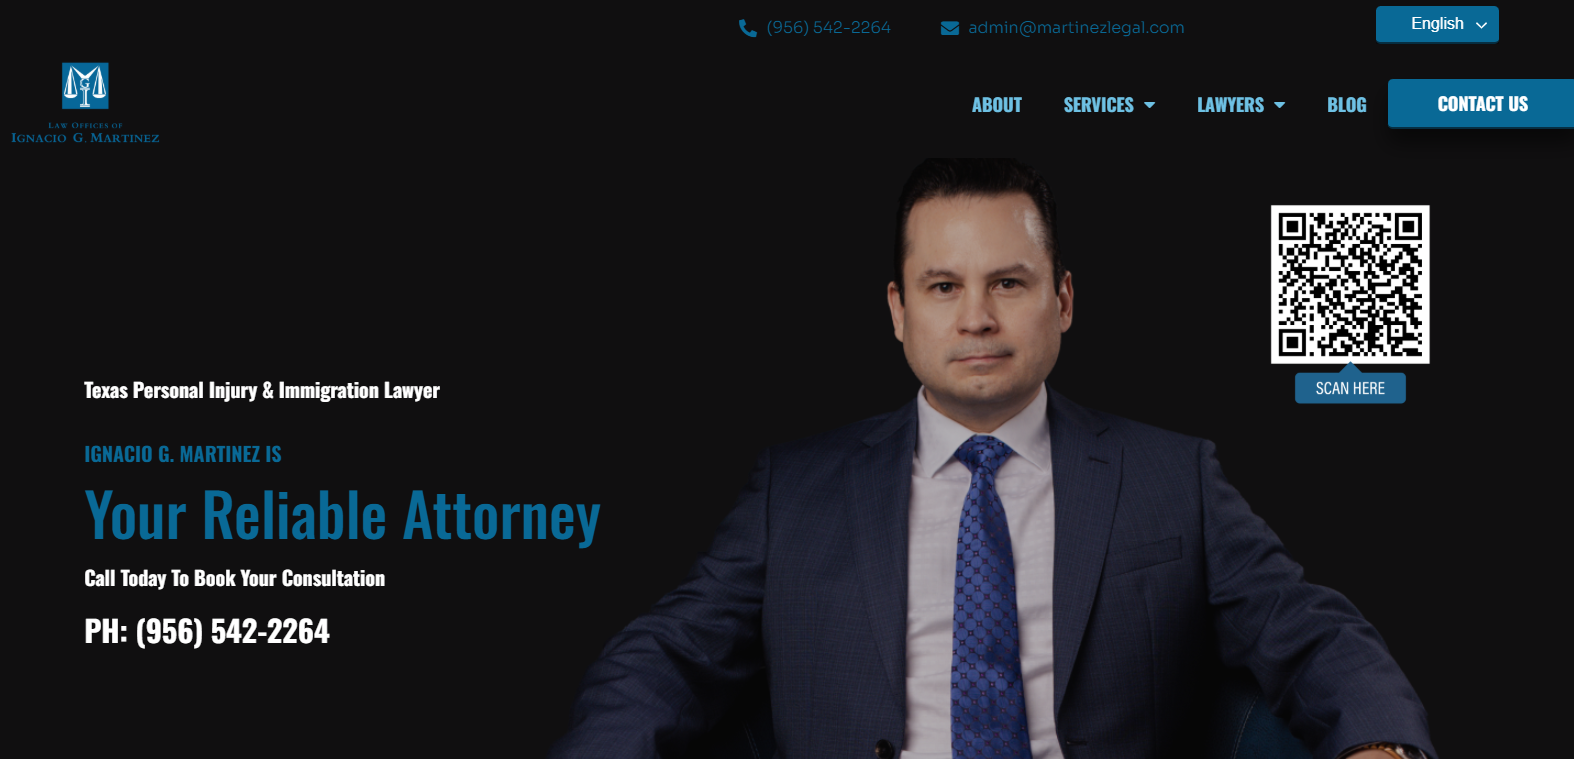 (956) 542-2264
admin@martinezlegal.com
English
LAW OFFICES OF
IGNACIO G. MARTINEZ
ABOUT
SERVICES
LAWYERS
BLOG
CONTACT US
SCAN HERE
Texas Personal Injury & Immigration Lawyer
IGNACIO G. MARTINEZ IS
Your Reliable Attorney
Call Today To Book Your Consultation
PH: (956) 542-2264